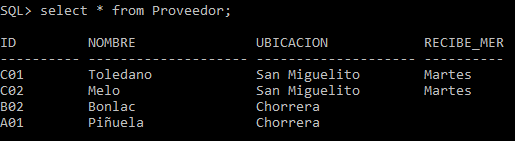 SQL> select * from Proveedor;
ID         NOMBRE               UBICACION            RECIBE_MER
---------- -------------------- -------------------- ----------
C01        Toledano             San Miguelito        Martes
C02        Melo                 San Miguelito        Martes
B02        Bonlac               Chorrera
A01        Piñuela              Chorrera